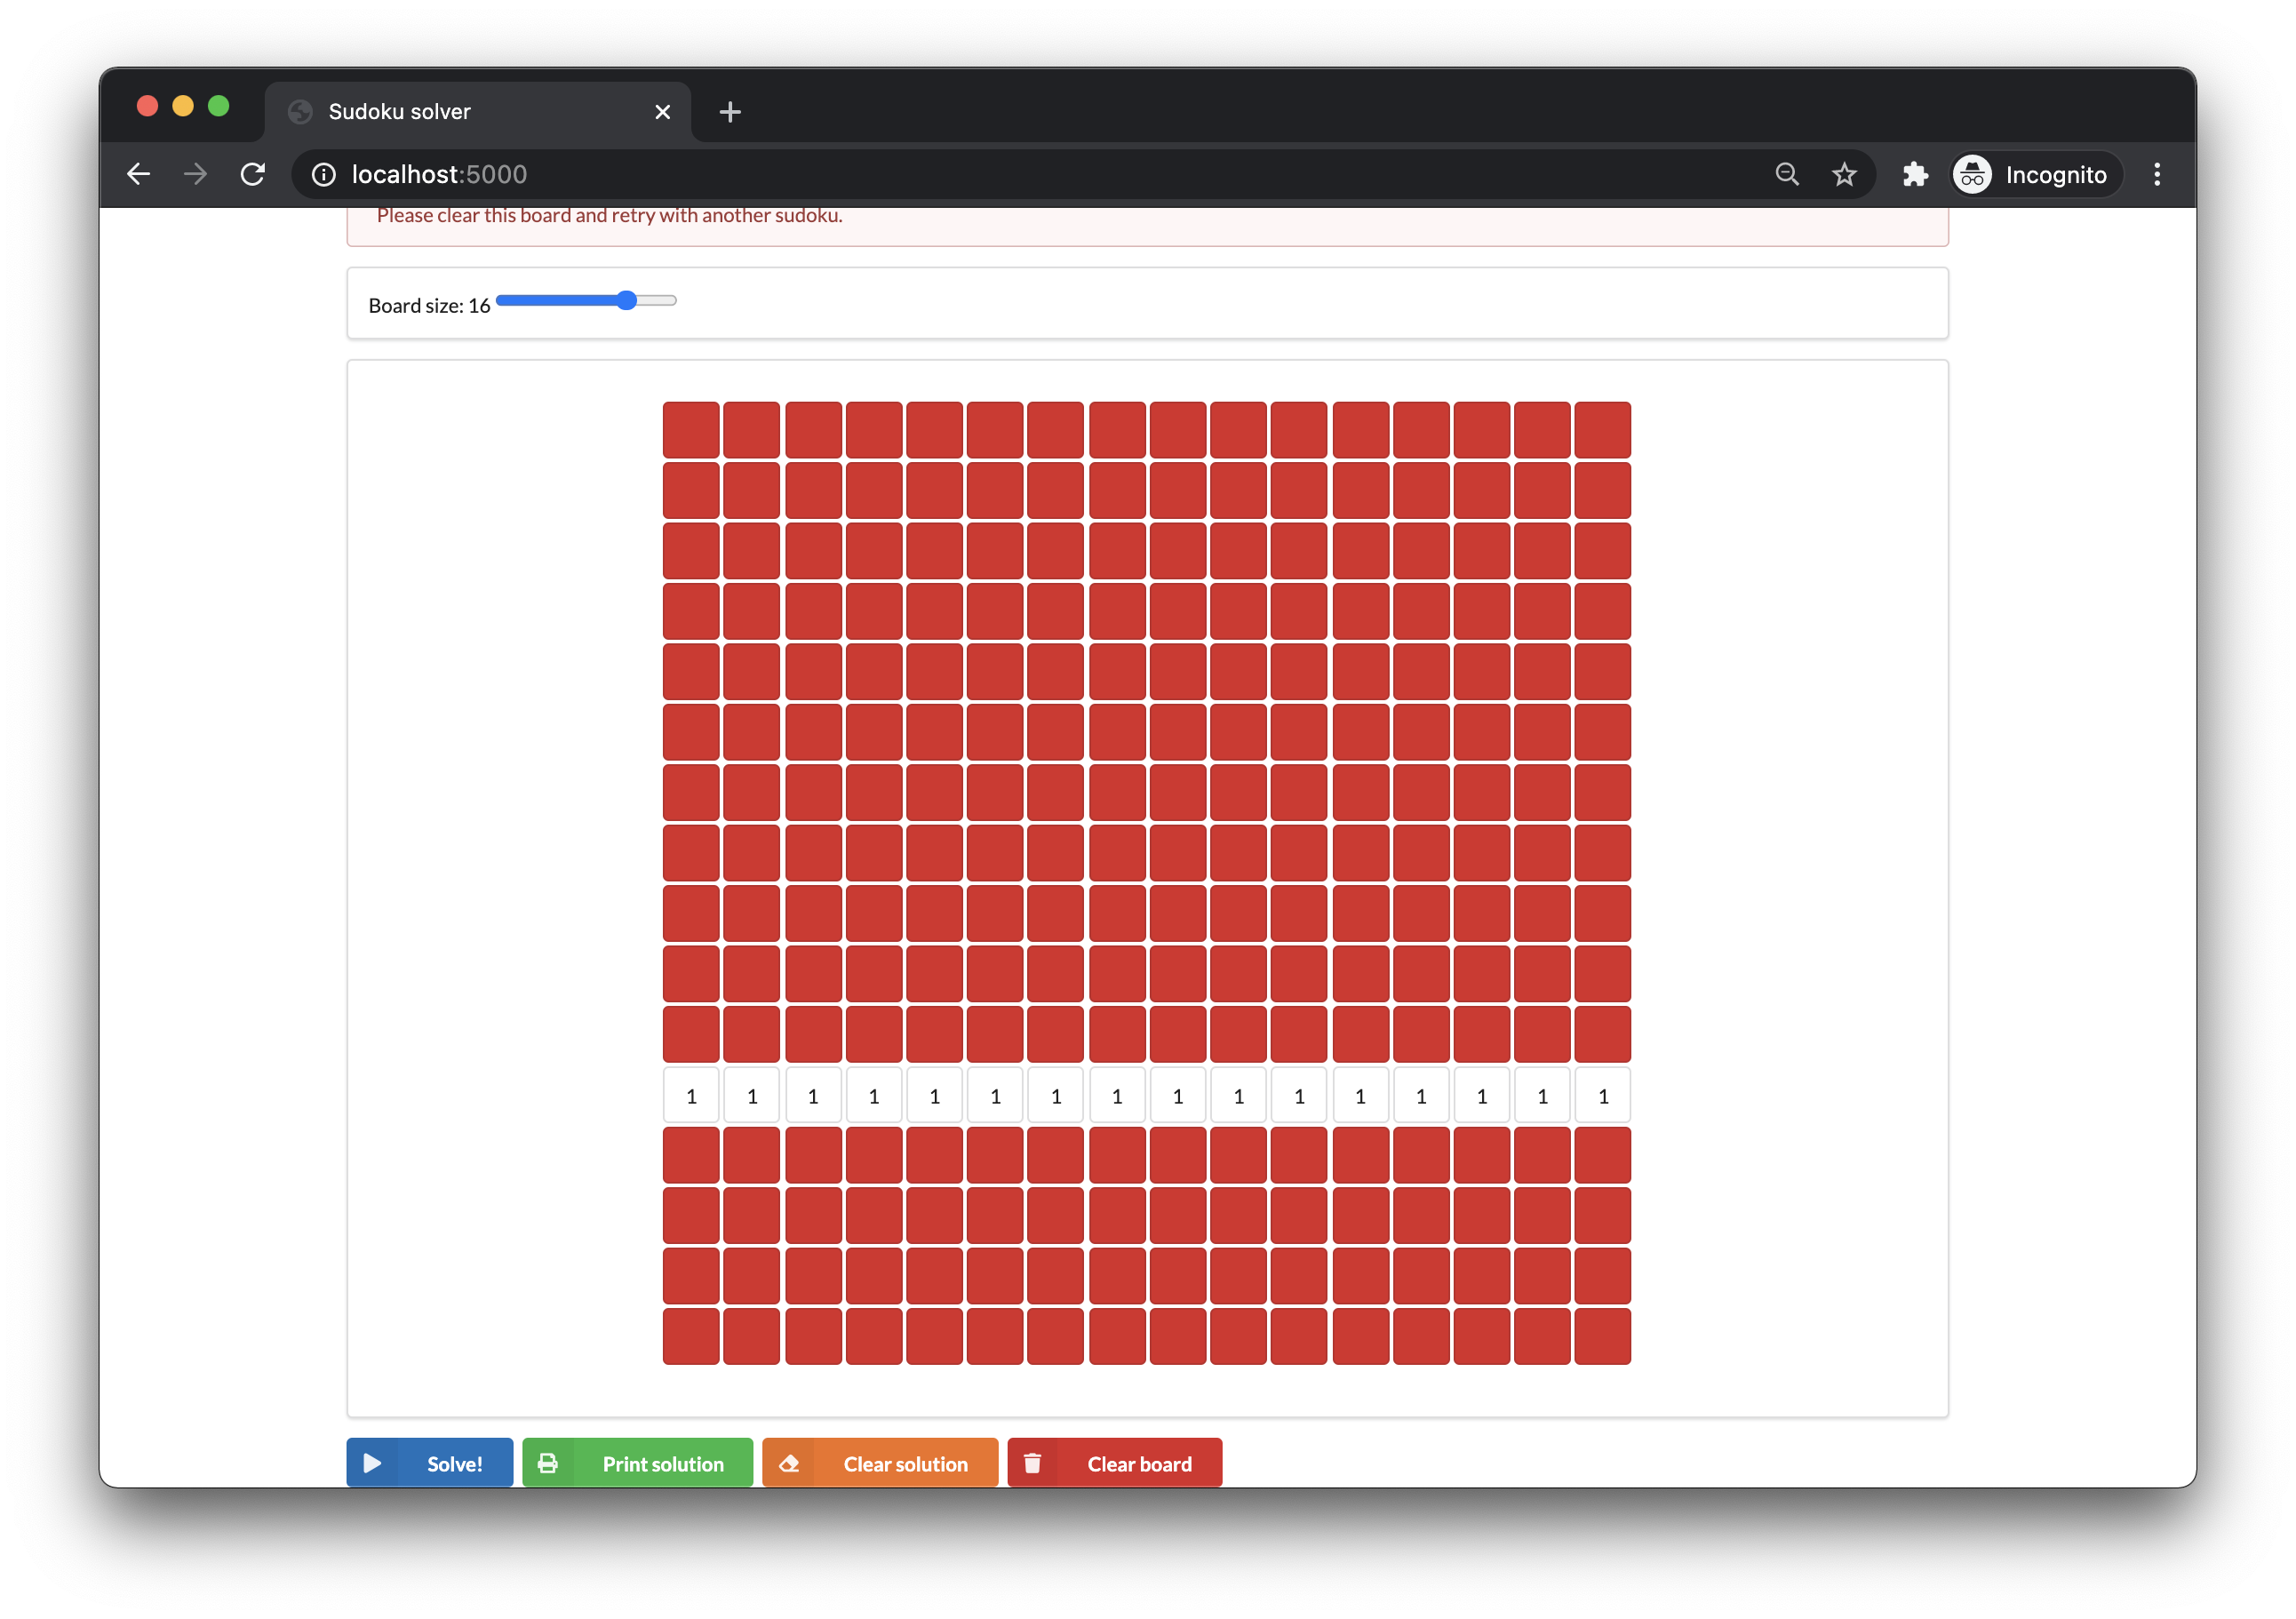 Sudoku solver
localhost:5000
Incognito
Please clear this board and retry with another sudoku.
Board size: 16
1 1 1 1 1 1 1 1 1 1 1 1 1 1 1 1
Solve! Print solution Clear solution Clear board